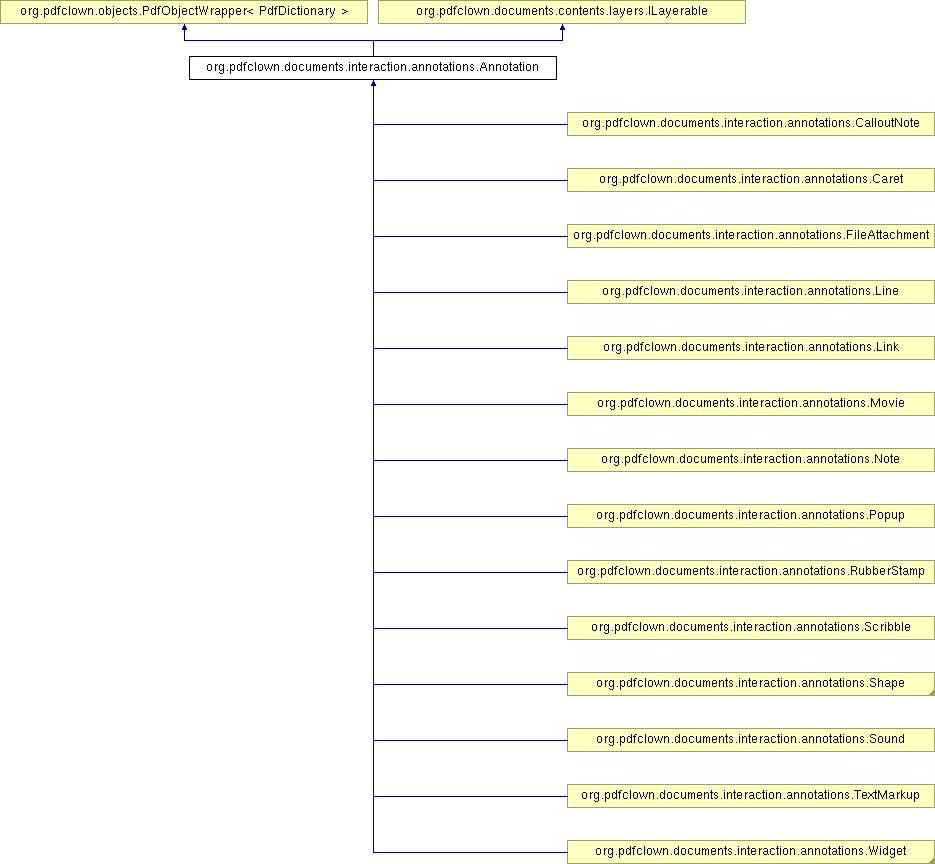 org.pdfclown.objects.PdfObjectWrapper< PdfDictionary >
org.pdfclown.documents.contents.layers.ILayerable
org.pdfclown.documents.interaction.annotations.Annotation
org.pdfclown.documents.interaction.annotations.CalloutNote
org.pdfclown.documents.interaction.annotations.Caret
org.pdfclown.documents.interaction.annotations.FileAttachment
org.pdfclown.documents.interaction.annotations.Line
org.pdfclown.documents.interaction.annotations.Link
org.pdfclown.documents.interaction.annotations.Movie
org.pdfclown.documents.interaction.annotations.Note
org.pdfclown.documents.interaction.annotations.Popup
org.pdfclown.documents.interaction.annotations.RubberStamp
org.pdfclown.documents.interaction.annotations.Scribble
org.pdfclown.documents.interaction.annotations.Shape
org.pdfclown.documents.interaction.annotations.Sound
org.pdfclown.documents.interaction.annotations.TextMarkup
org.pdfclown.documents.interaction.annotations.Widget